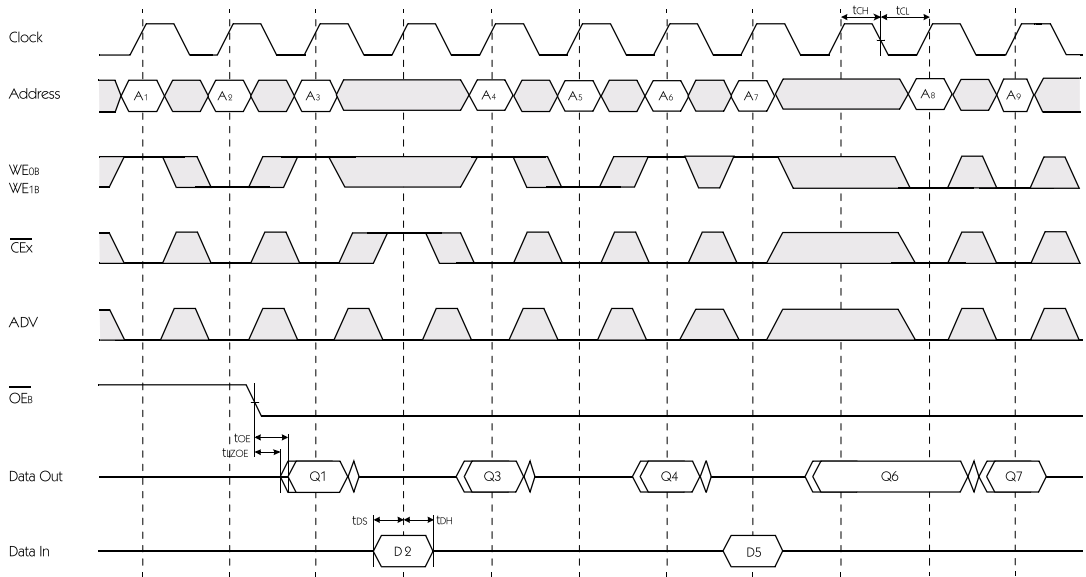 Clock
tCH tCL
Address
A1 A2 A3 A4 A5 A6 A7 A8 A9
WE0B
WE1B
CEx
ADV
OEB
tOE
tLZOE
Data Out
Q1 Q3 Q4 Q6 Q7
tDS tDH
Data In
D2 D5